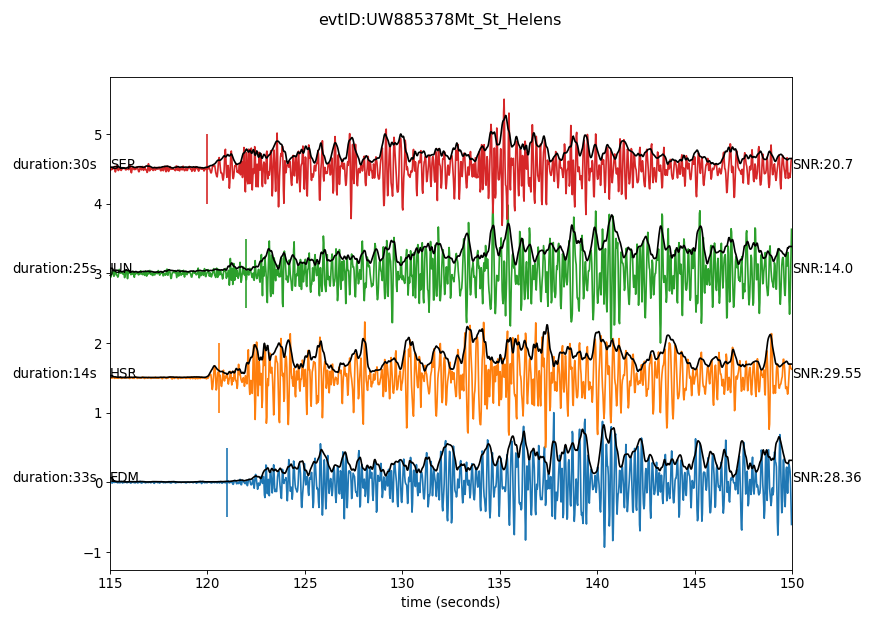 evtID:UW885378Mt_St_Helens
5
duration:30s SEP SNR:20.7
4
duration:25s 3 JUN SNR:14.0
2
duration:14s HSR SNR:29.55
1
duration:33s 0 EDM SNR:28.36
−1
115 120 125 130 135 140 145 150
time (seconds)